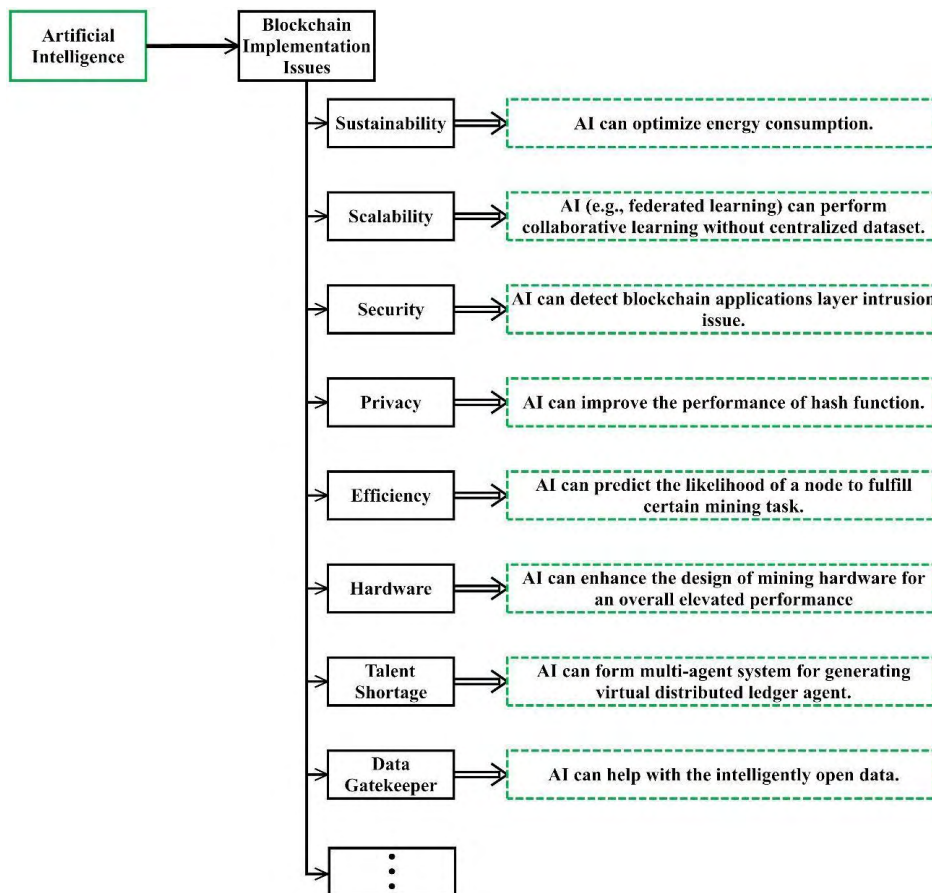 Artificial
Intelligence
Blockchain
Implementation
Issues
Sustainability
AI can optimize energy consumption.
Scalability
AI (e.g., federated learning) can perform
collaborative learning without centralized dataset.
Security
AI can detect blockchain applications layer intrusion
issue.
Privacy
AI can improve the performance of hash function.
Efficiency
AI can predict the likelihood of a node to fulfill
certain mining task.
Hardware
AI can enhance the design of mining hardware for
an overall elevated performance
Talent
Shortage
AI can form multi-agent system for generating
virtual distributed ledger agent.
Data
Gatekeeper
AI can help with the intelligently open data.